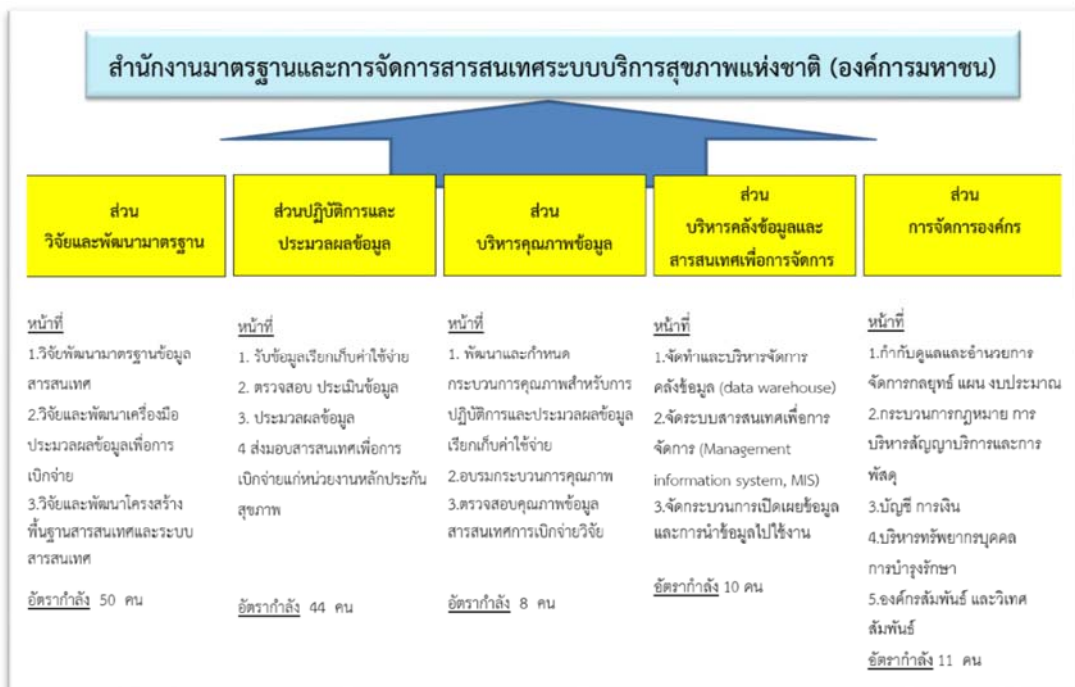 สำนักงานมาตรฐานและการจัดการสารสนเทศระบบบริการสุขภาพแห่งชาติ (องค์การมหาชน)
ส่วน
วิจัยและพัฒนามาตรฐาน
หน้าที่
1.วิจัยพัฒนามาตรฐานข้อมูล
สารสนเทศ
2.วิจัยและพัฒนาเครื่องมือ
ประมวลผลข้อมูลเพื่อการ
เบิกจ่าย
3.วิจัยและพัฒนาโครงสร้าง
พื้นฐานสารสนเทศและระบบ
สารสนเทศ
อัตรากำลัง 50 คน
ส่วนปฏิบัติการและ
ประมวลผลข้อมูล
หน้าที่
1. รับข้อมูลเรียกเก็บค่าใช้จ่าย
2. ตรวจสอบ ประเมินข้อมูล
3. ประมวลผลข้อมูล
4 ส่งมอบสารสนเทศเพื่อการ
เบิกจ่ายแก่หน่วยงานหลักประกัน
สุขภาพ
อัตรากำลัง 44 คน
ส่วน
บริหารคุณภาพข้อมูล
หน้าที่
1. พัฒนาและกำหนด
กระบวนการคุณภาพสำหรับการ
ปฏิบัติการและประมวลผลข้อมูล
เรียกเก็บค่าใช้จ่าย
2.อบรมกระบวนการคุณภาพ
3.ตรวจสอบคุณภาพข้อมูล
สารสนเทศการเบิกจ่ายวิจัย
อัตรากำลัง 8 คน
ส่วน
บริหารคลังข้อมูลและ
สารสนเทศเพื่อการจัดการ
หน้าที่
1.จัดทำและบริหารจัดการ
คลังข้อมูล (data warehouse)
2.จัดระบบสารสนเทศเพื่อการ
จัดการ (Management
information system, MIS)
3.จัดกระบวนการเปิดเผยข้อมูล
และการนำข้อมูลไปใช้งาน
อัตรากำลัง 10 คน
ส่วน
การจัดการองค์กร
หน้าที่
1.กำกับดูแลและอำนวยการ
จัดการกลยุทธ์ แผน งบประมาณ
2.กระบวนการกฎหมาย การ
บริหารสัญญาบริการและการ
พัสดุ
3.บัญชี การเงิน
4.บริหารทรัพยากรบุคคล
การบำรุงรักษา
5.องค์กรสัมพันธ์ และวิเทศ
สัมพันธ์
อัตรากำลัง 11 คน